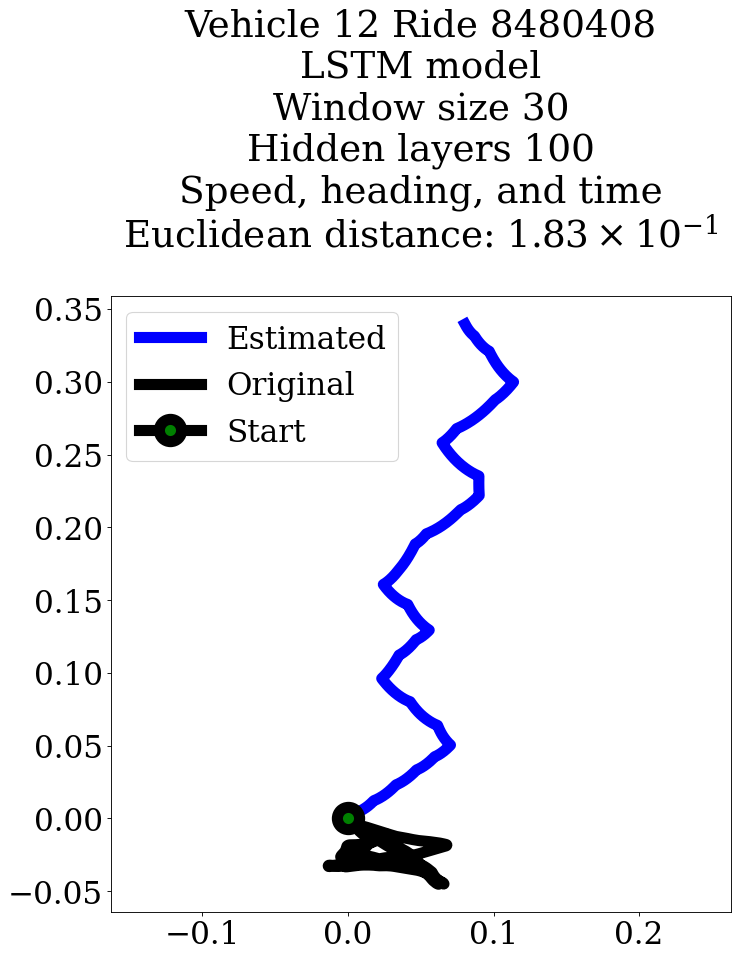 Vehicle 12 Ride 8480408
LSTM model
Window size 30
Hidden layers 100
Speed, heading, and time
Euclidean distance: 1.83 × 10⁻¹
Estimated
Original
Start
0.35
0.30
0.25
0.20
0.15
0.10
0.05
0.00
−0.05
−0.1 0.0 0.1 0.2